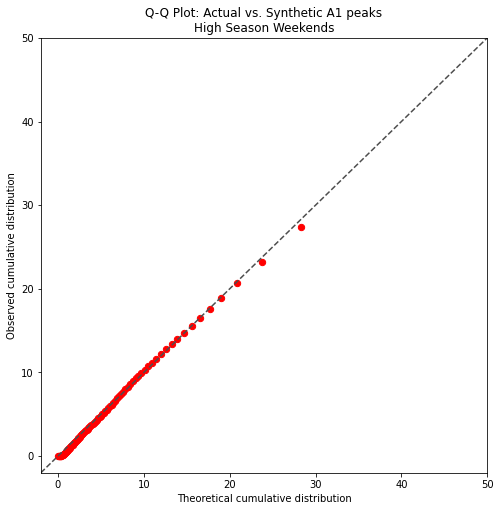 Q-Q Plot: Actual vs. Synthetic A1 peaks
High Season Weekends
50
40
30
20
10
0
Observed cumulative distribution
0 10 20 30 40 50
Theoretical cumulative distribution